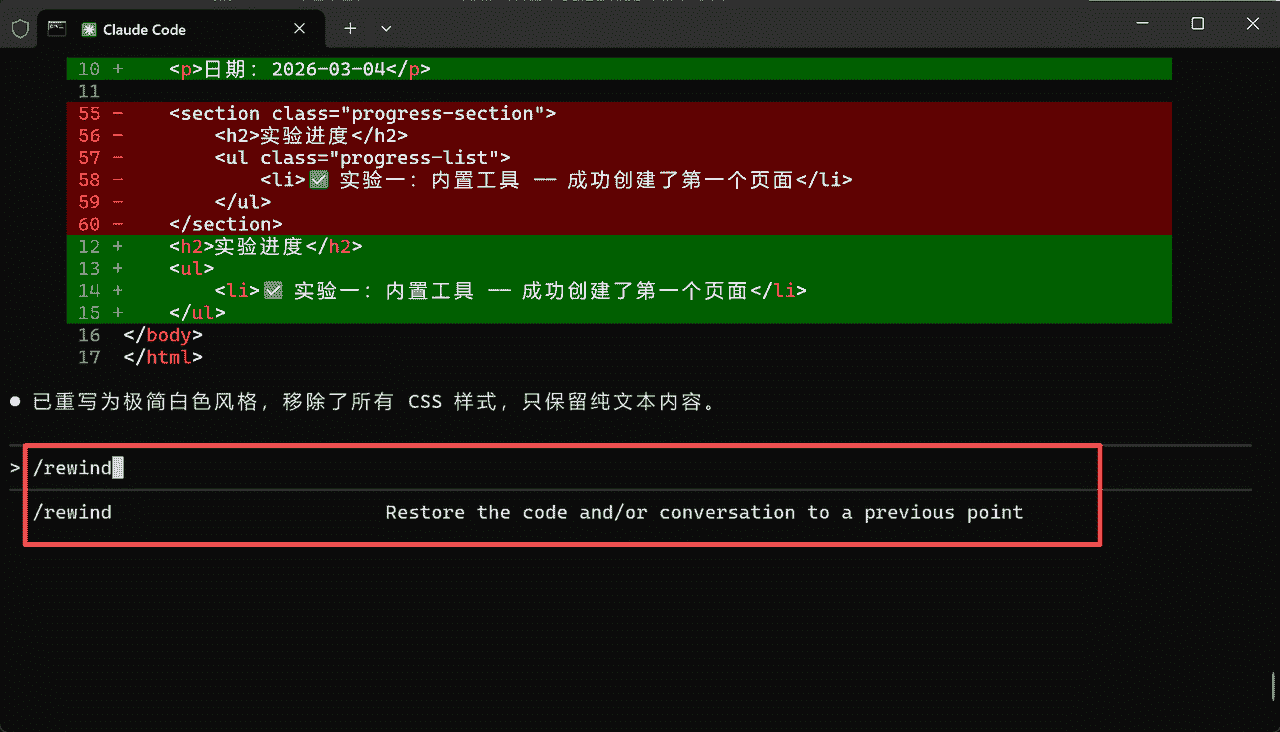 Claude Code
10 + <p>日期: 2026-03-04</p>
11
55 - <section class="progress-section">
56 - <h2>实验进度</h2>
57 - <ul class="progress-list">
58 - <li>✅ 实验一: 内置工具 —— 成功创建了第一个页面</li>
59 - </ul>
60 - </section>
12 + <h2>实验进度</h2>
13 + <ul>
14 + <li>✅ 实验一: 内置工具 —— 成功创建了第一个页面</li>
15 + </ul>
16 </body>
17 </html>
● 已重写为极简白色风格，移除了所有 CSS 样式，只保留纯文本内容。
> /rewind
/rewind Restore the code and/or conversation to a previous point